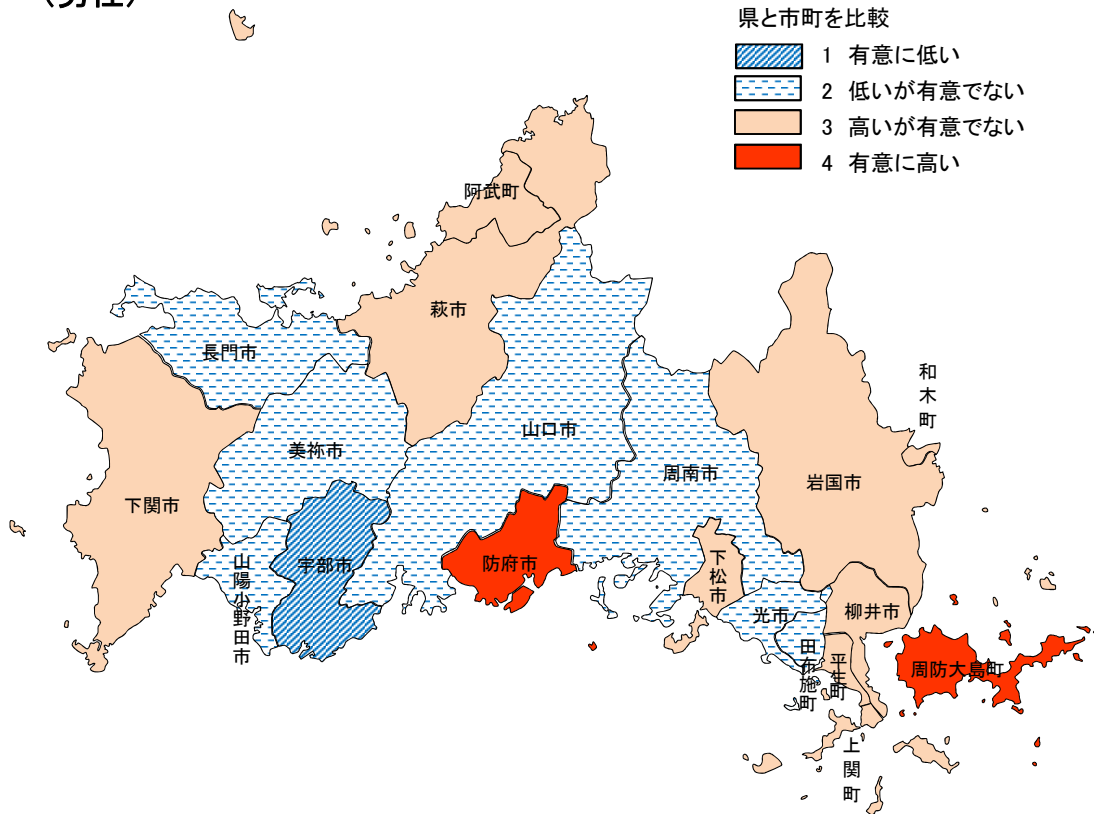 （男性）
県と市町を比較
1 有意に低い
2 低いが有意でない
3 高いが有意でない
4 有意に高い
阿武町
萩市
長門市
和木町
山口市
美祢市
周南市
岩国市
下関市
防府市
宇部市
下松市
山陽小野田市
光市
柳井市
田布施町
平生町
周防大島町
上関町